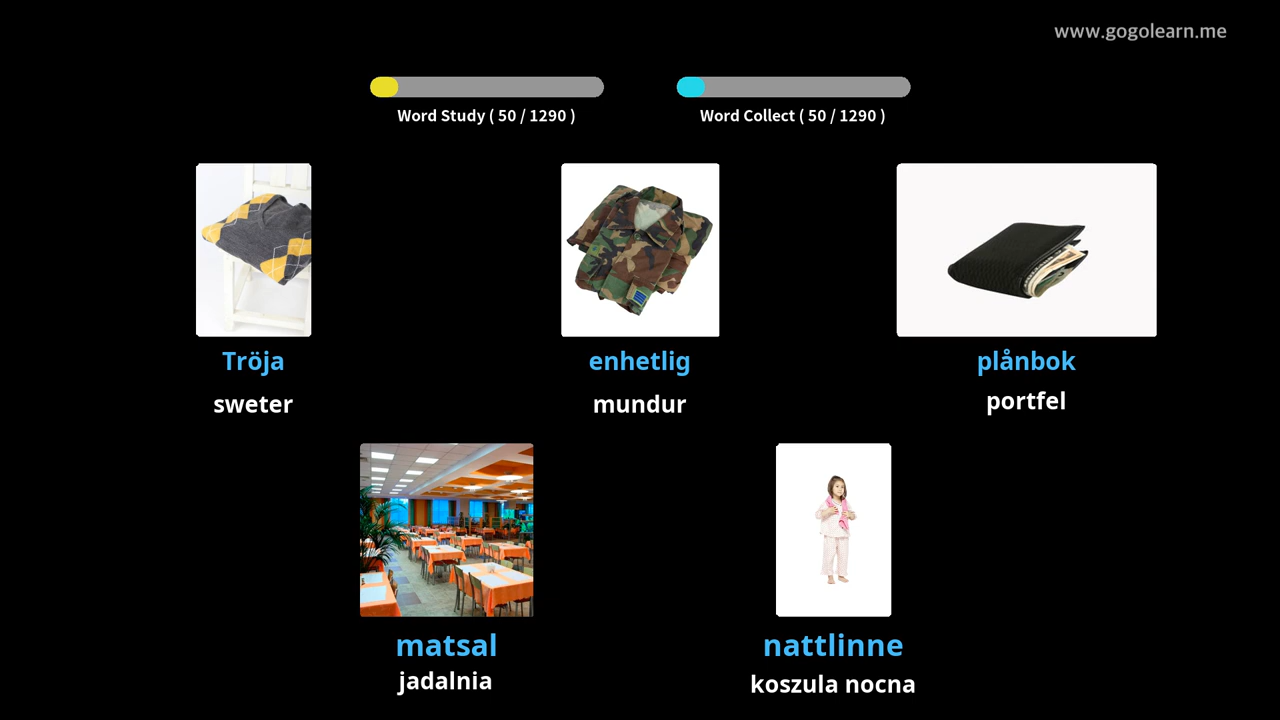 www.gogolearn.me
Word Study ( 50 / 1290 )
Word Collect ( 50 / 1290 )
Tröja
sweter
enhetlig
mundur
plånbok
portfel
matsal
jadalnia
nattlinne
koszula nocna